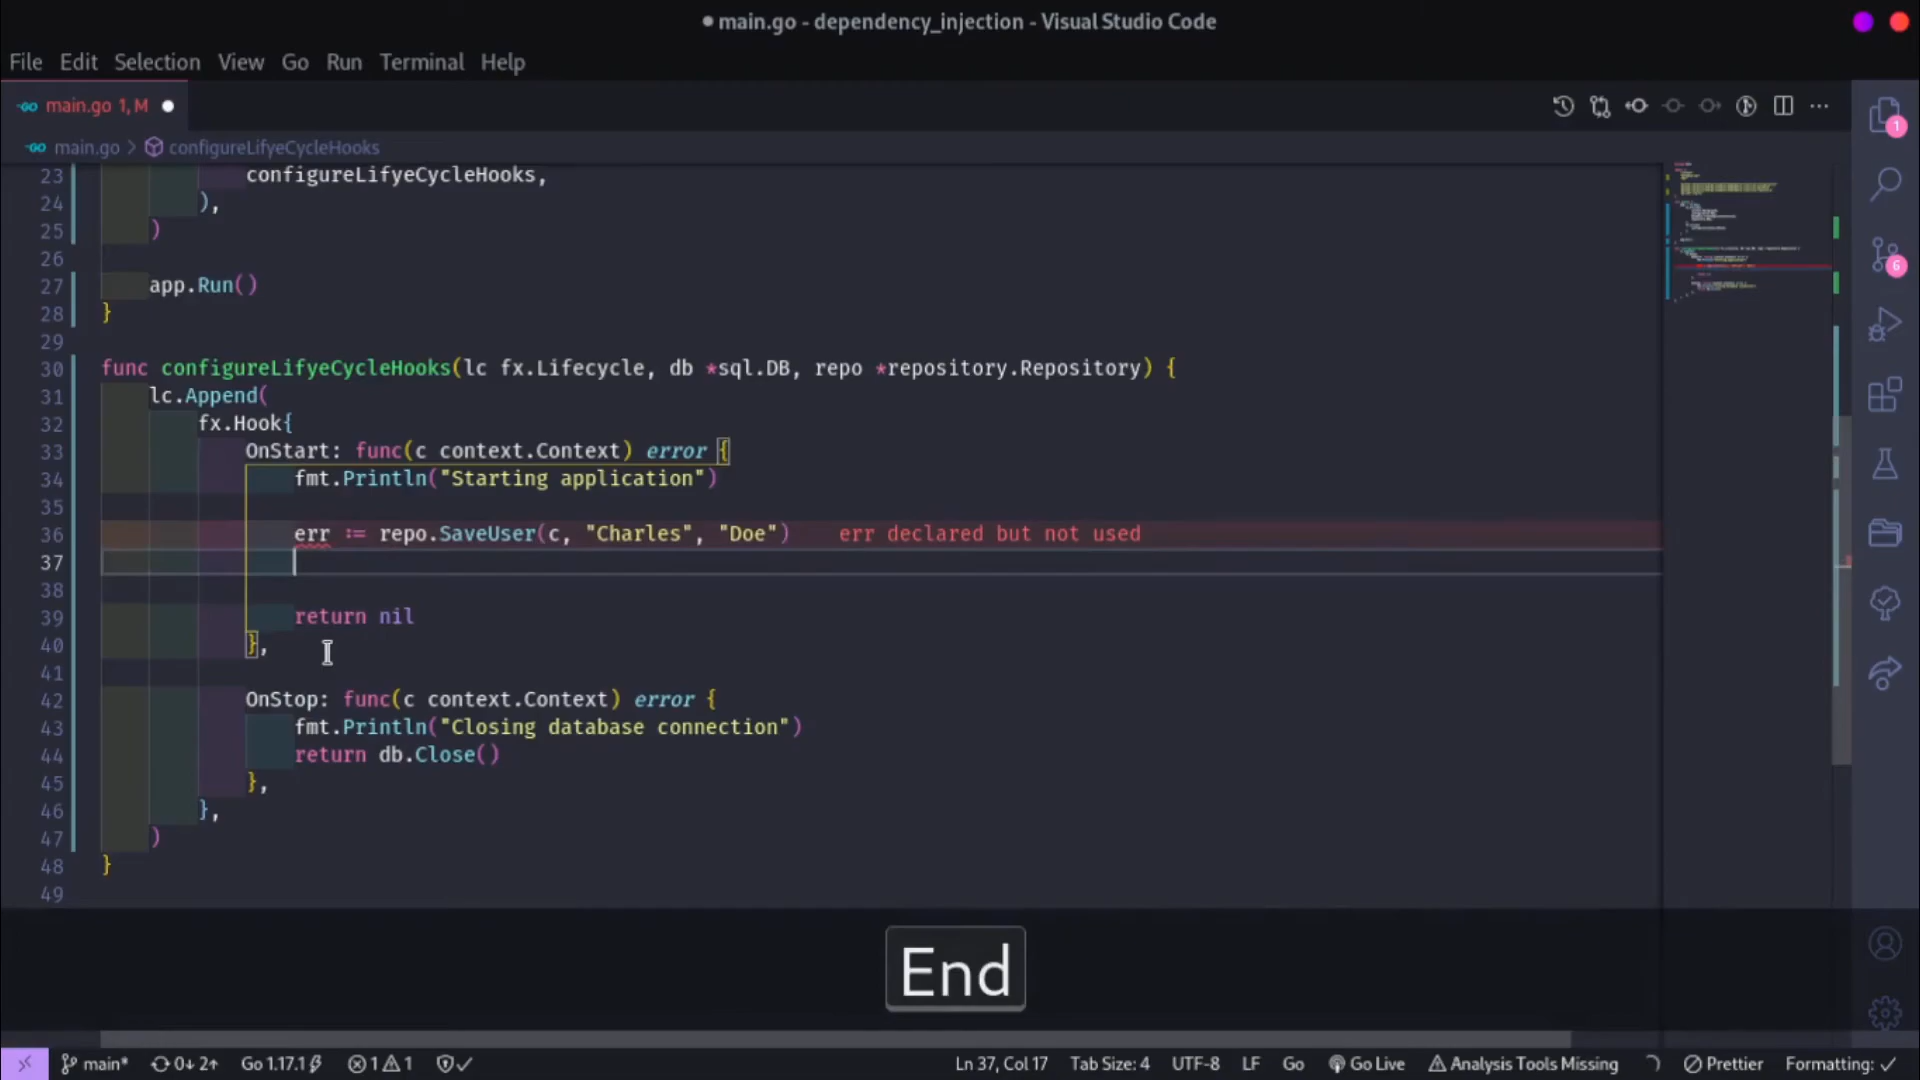 main.go - dependency_injection - Visual Studio Code
File Edit Selection View Go Run Terminal Help
GO main.go 1, M
GO main.go > configureLifyeCycleHooks
1
6
23 configureLifyeCycleHooks,
24 ),
25 )
26
27 app.Run()
28 }
29
30 func configureLifyeCycleHooks(lc fx.Lifecycle, db *sql.DB, repo *repository.Repository) {
31 lc.Append(
32 fx.Hook{
33 OnStart: func(c context.Context) error {
34 fmt.Println("Starting application")
35
36 err := repo.SaveUser(c, "Charles", "Doe") err declared but not used
37
38
39 return nil
40 },
41
42 OnStop: func(c context.Context) error {
43 fmt.Println("Closing database connection")
44 return db.Close()
45 },
46 },
47 )
48 }
49
End
main* 0↓ 2↑ Go 1.17.1 1 1 Ln 37, Col 17 Tab Size: 4 UTF-8 LF Go Go Live Analysis Tools Missing Prettier Formatting: ✓